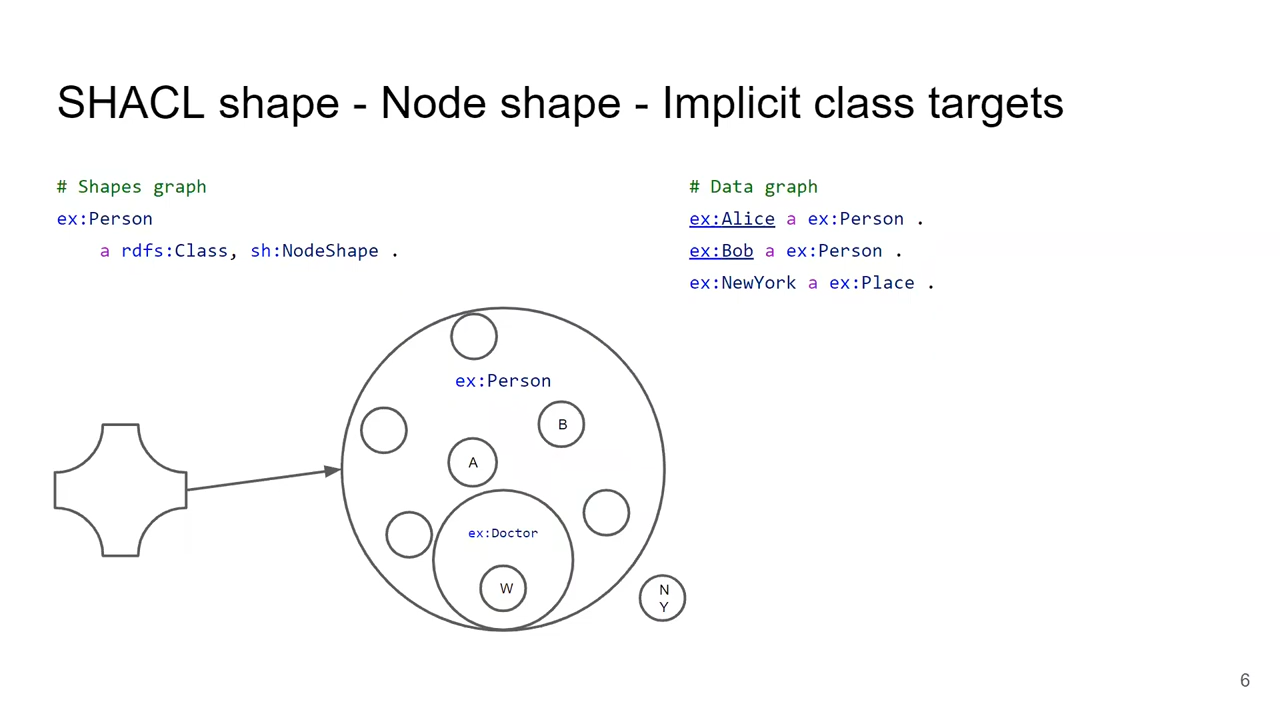 SHACL shape - Node shape - Implicit class targets
# Shapes graph
ex:Person
a rdfs:Class, sh:NodeShape .
# Data graph
ex:Alice a ex:Person .
ex:Bob a ex:Person .
ex:NewYork a ex:Place .
ex:Person
B
A
ex:Doctor
W
N
Y
6